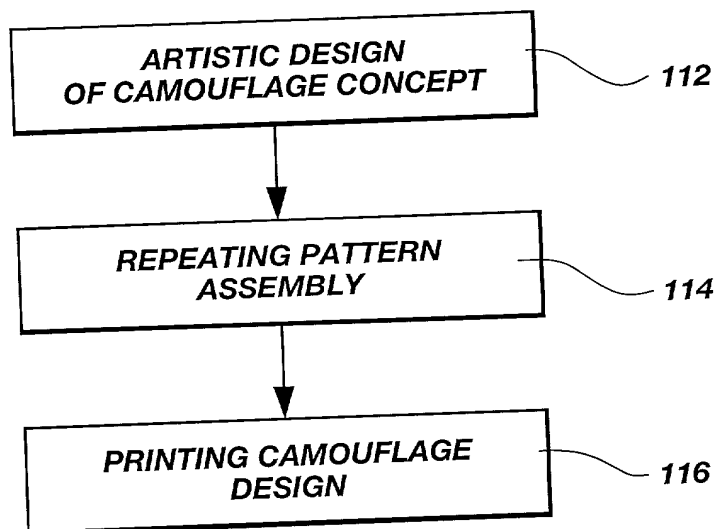 ARTISTIC DESIGN
OF CAMOUFLAGE CONCEPT
112
REPEATING PATTERN
ASSEMBLY
114
PRINTING CAMOUFLAGE
DESIGN
116